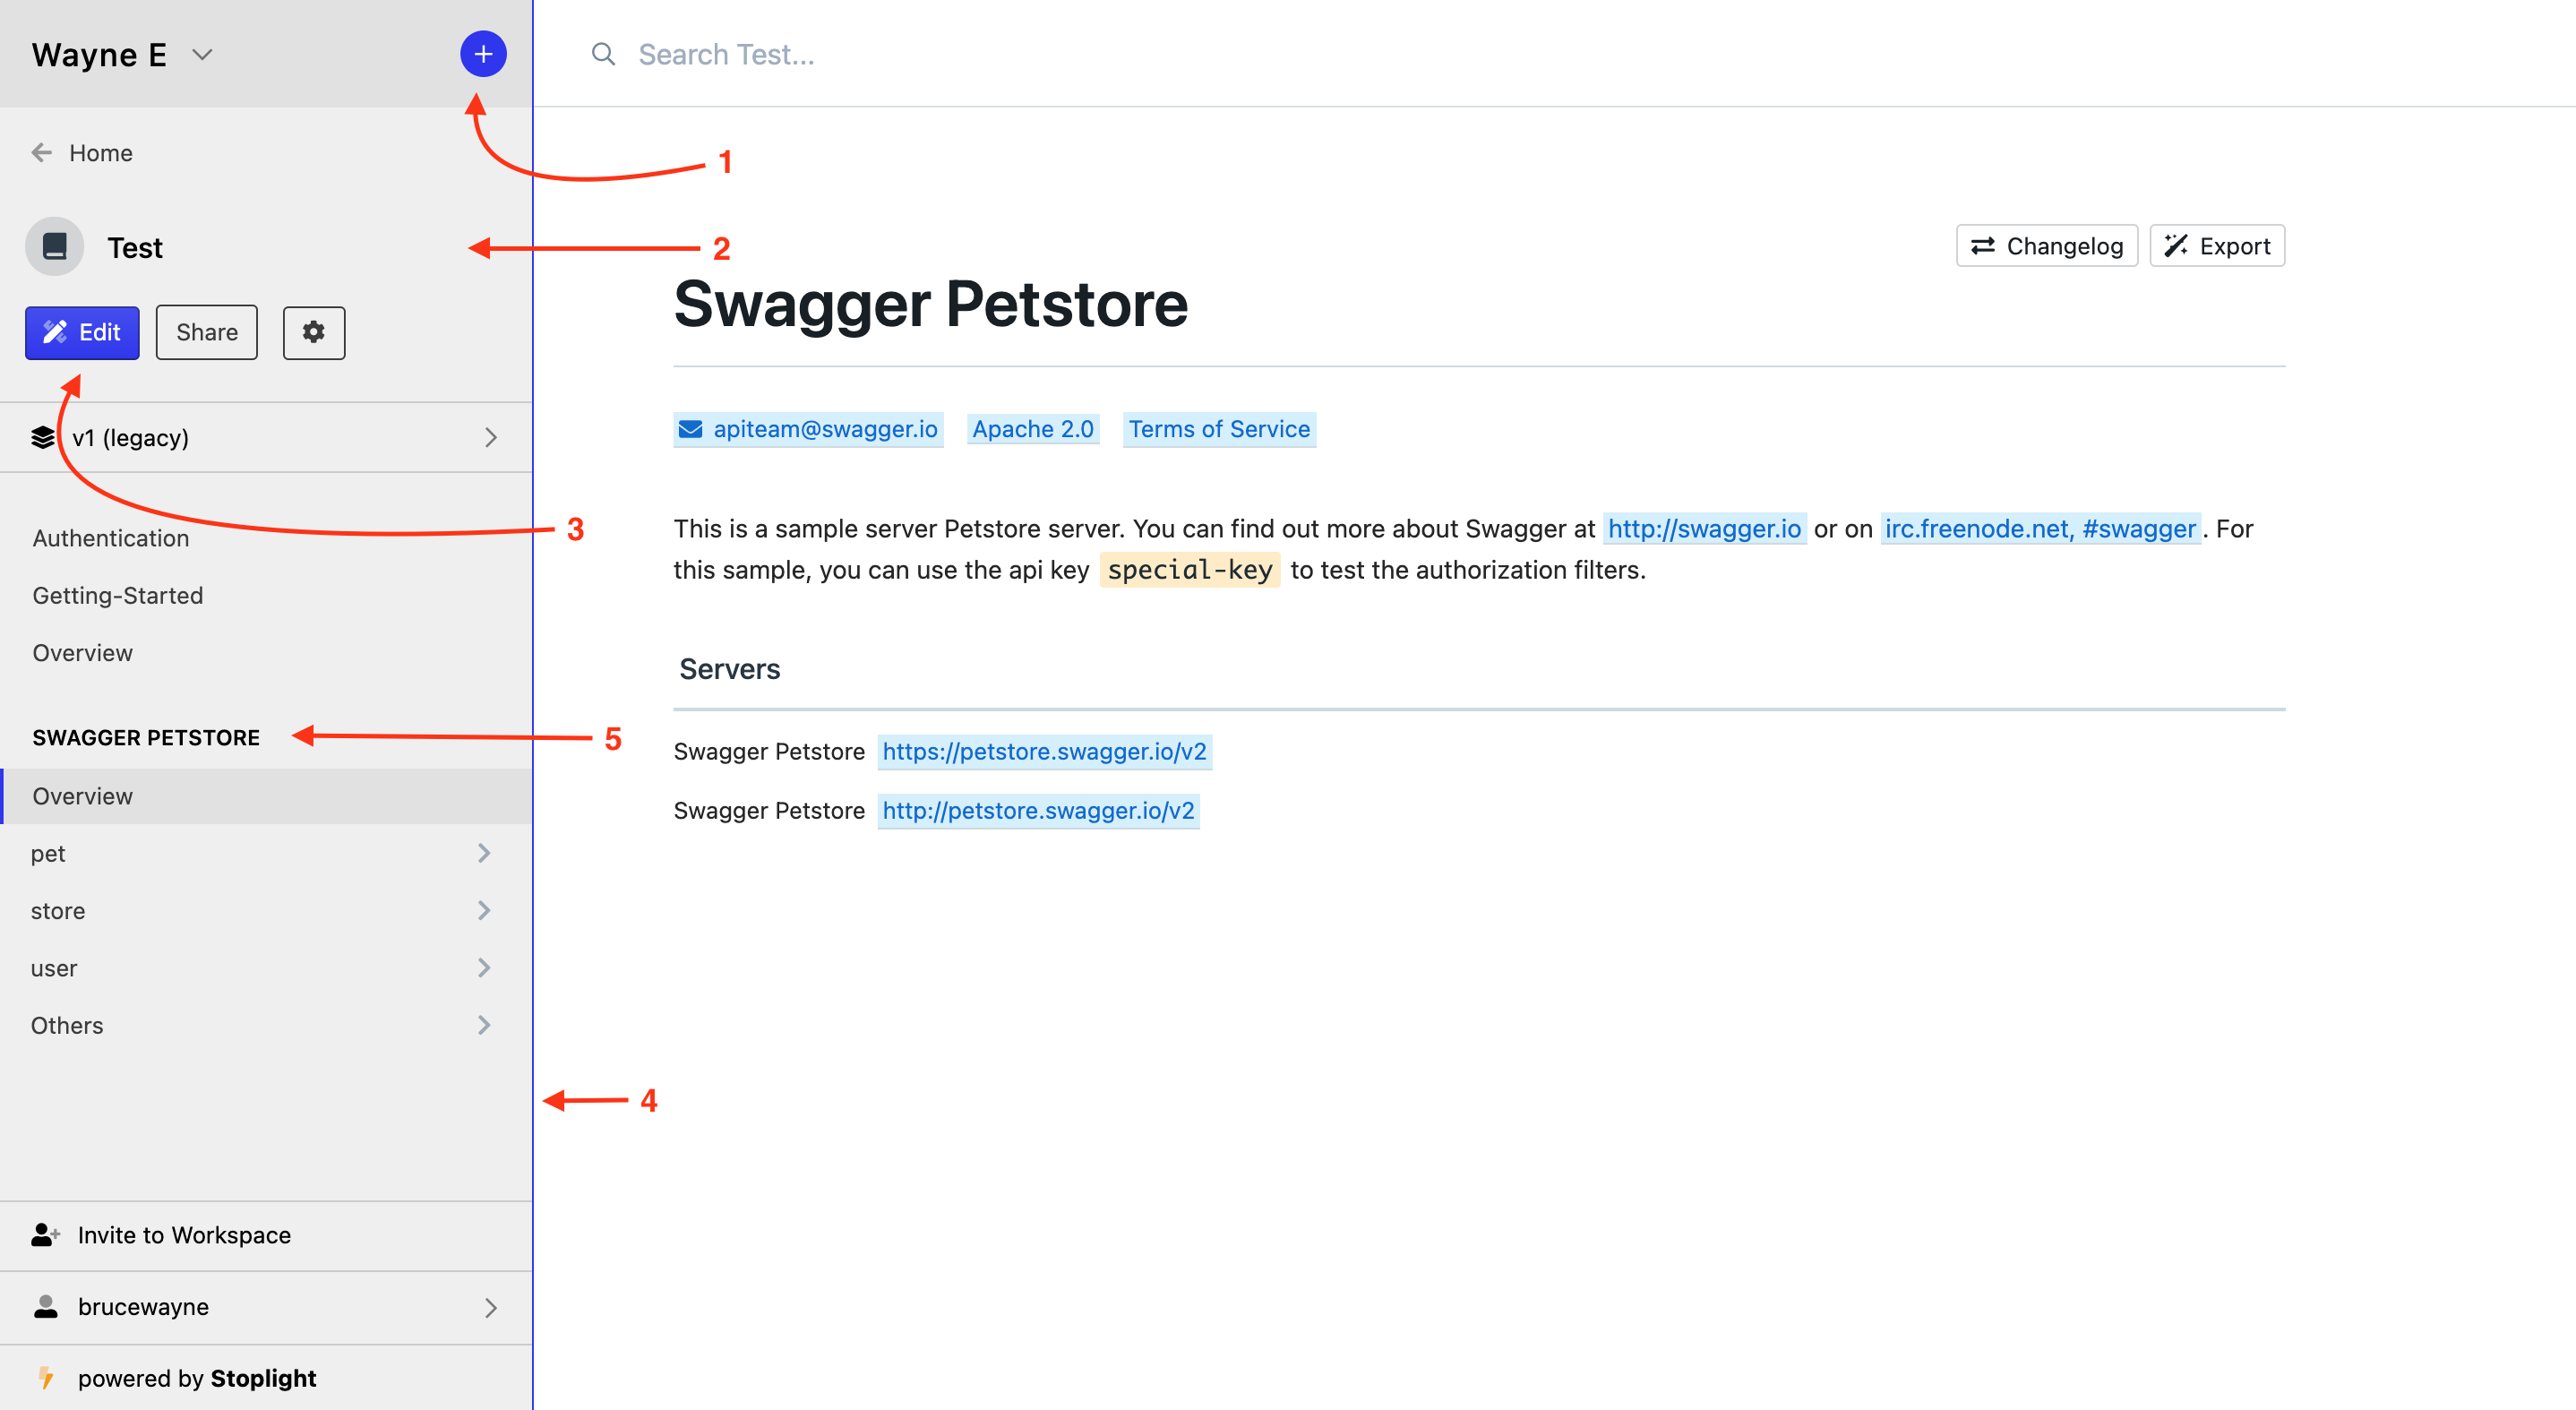 Wayne E
Search Test...
Home
1
Test
2
Changelog
Export
Swagger Petstore
Edit
Share
v1 (legacy)
apiteam@swagger.io
Apache 2.0
Terms of Service
3
Authentication
Getting-Started
Overview
This is a sample server Petstore server. You can find out more about Swagger at http://swagger.io or on irc.freenode.net, #swagger. For
this sample, you can use the api key special-key to test the authorization filters.
Servers
SWAGGER PETSTORE
5
Swagger Petstore https://petstore.swagger.io/v2
Overview
Swagger Petstore http://petstore.swagger.io/v2
pet
store
user
Others
4
Invite to Workspace
brucewayne
powered by Stoplight